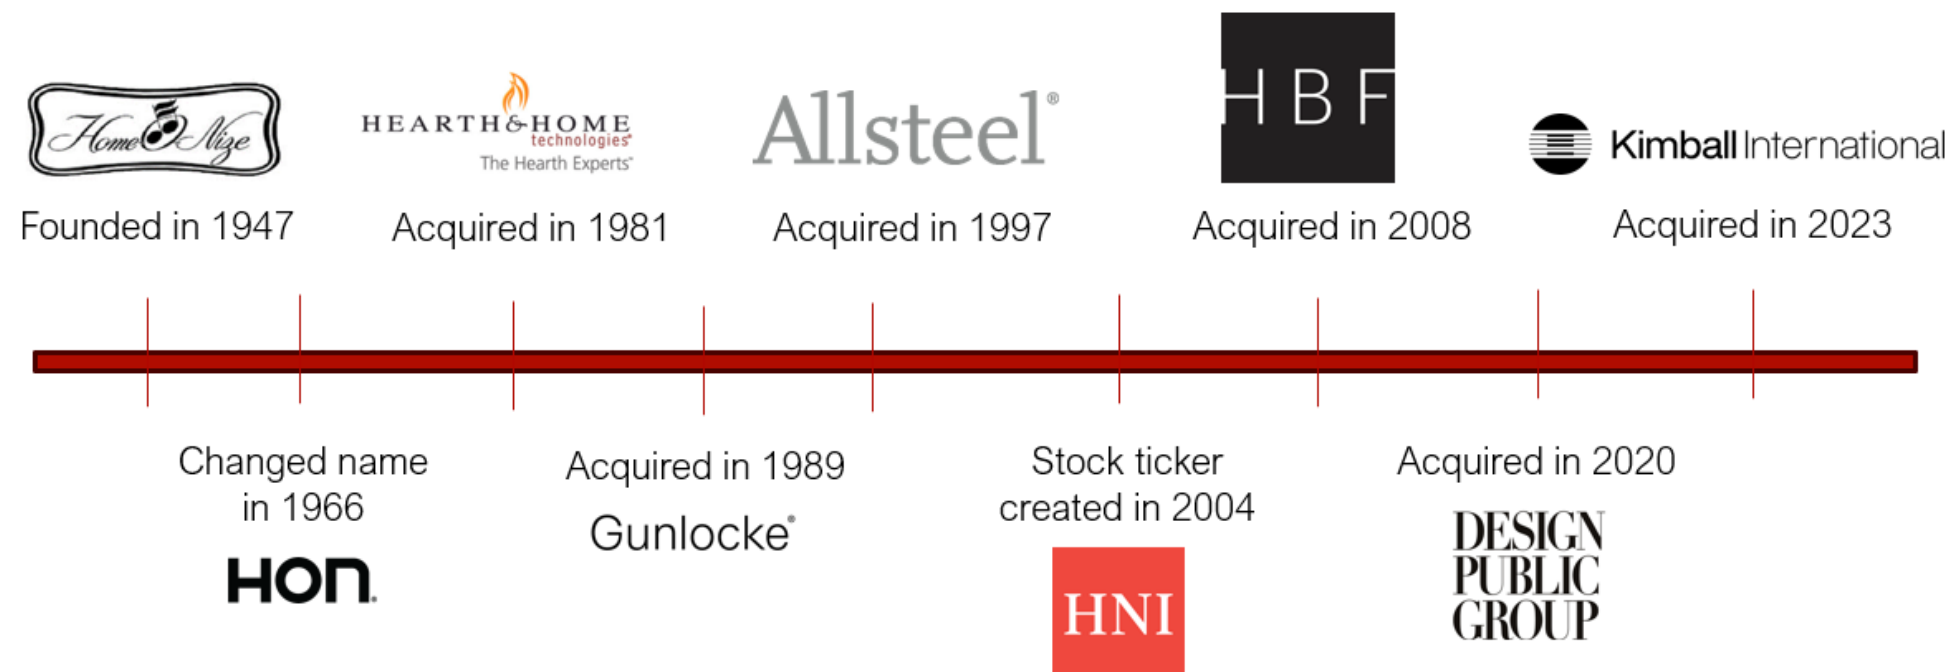 Home Nize
Founded in 1947
HEARTH & HOME
technologies®
The Hearth Experts™
Acquired in 1981
Allsteel®
Acquired in 1997
HBF
Acquired in 2008
Kimball International
Acquired in 2023
Changed name
in 1966
HON.
Acquired in 1989
Gunlocke®
Stock ticker
created in 2004
HNI
Acquired in 2020
DESIGN
PUBLIC
GROUP